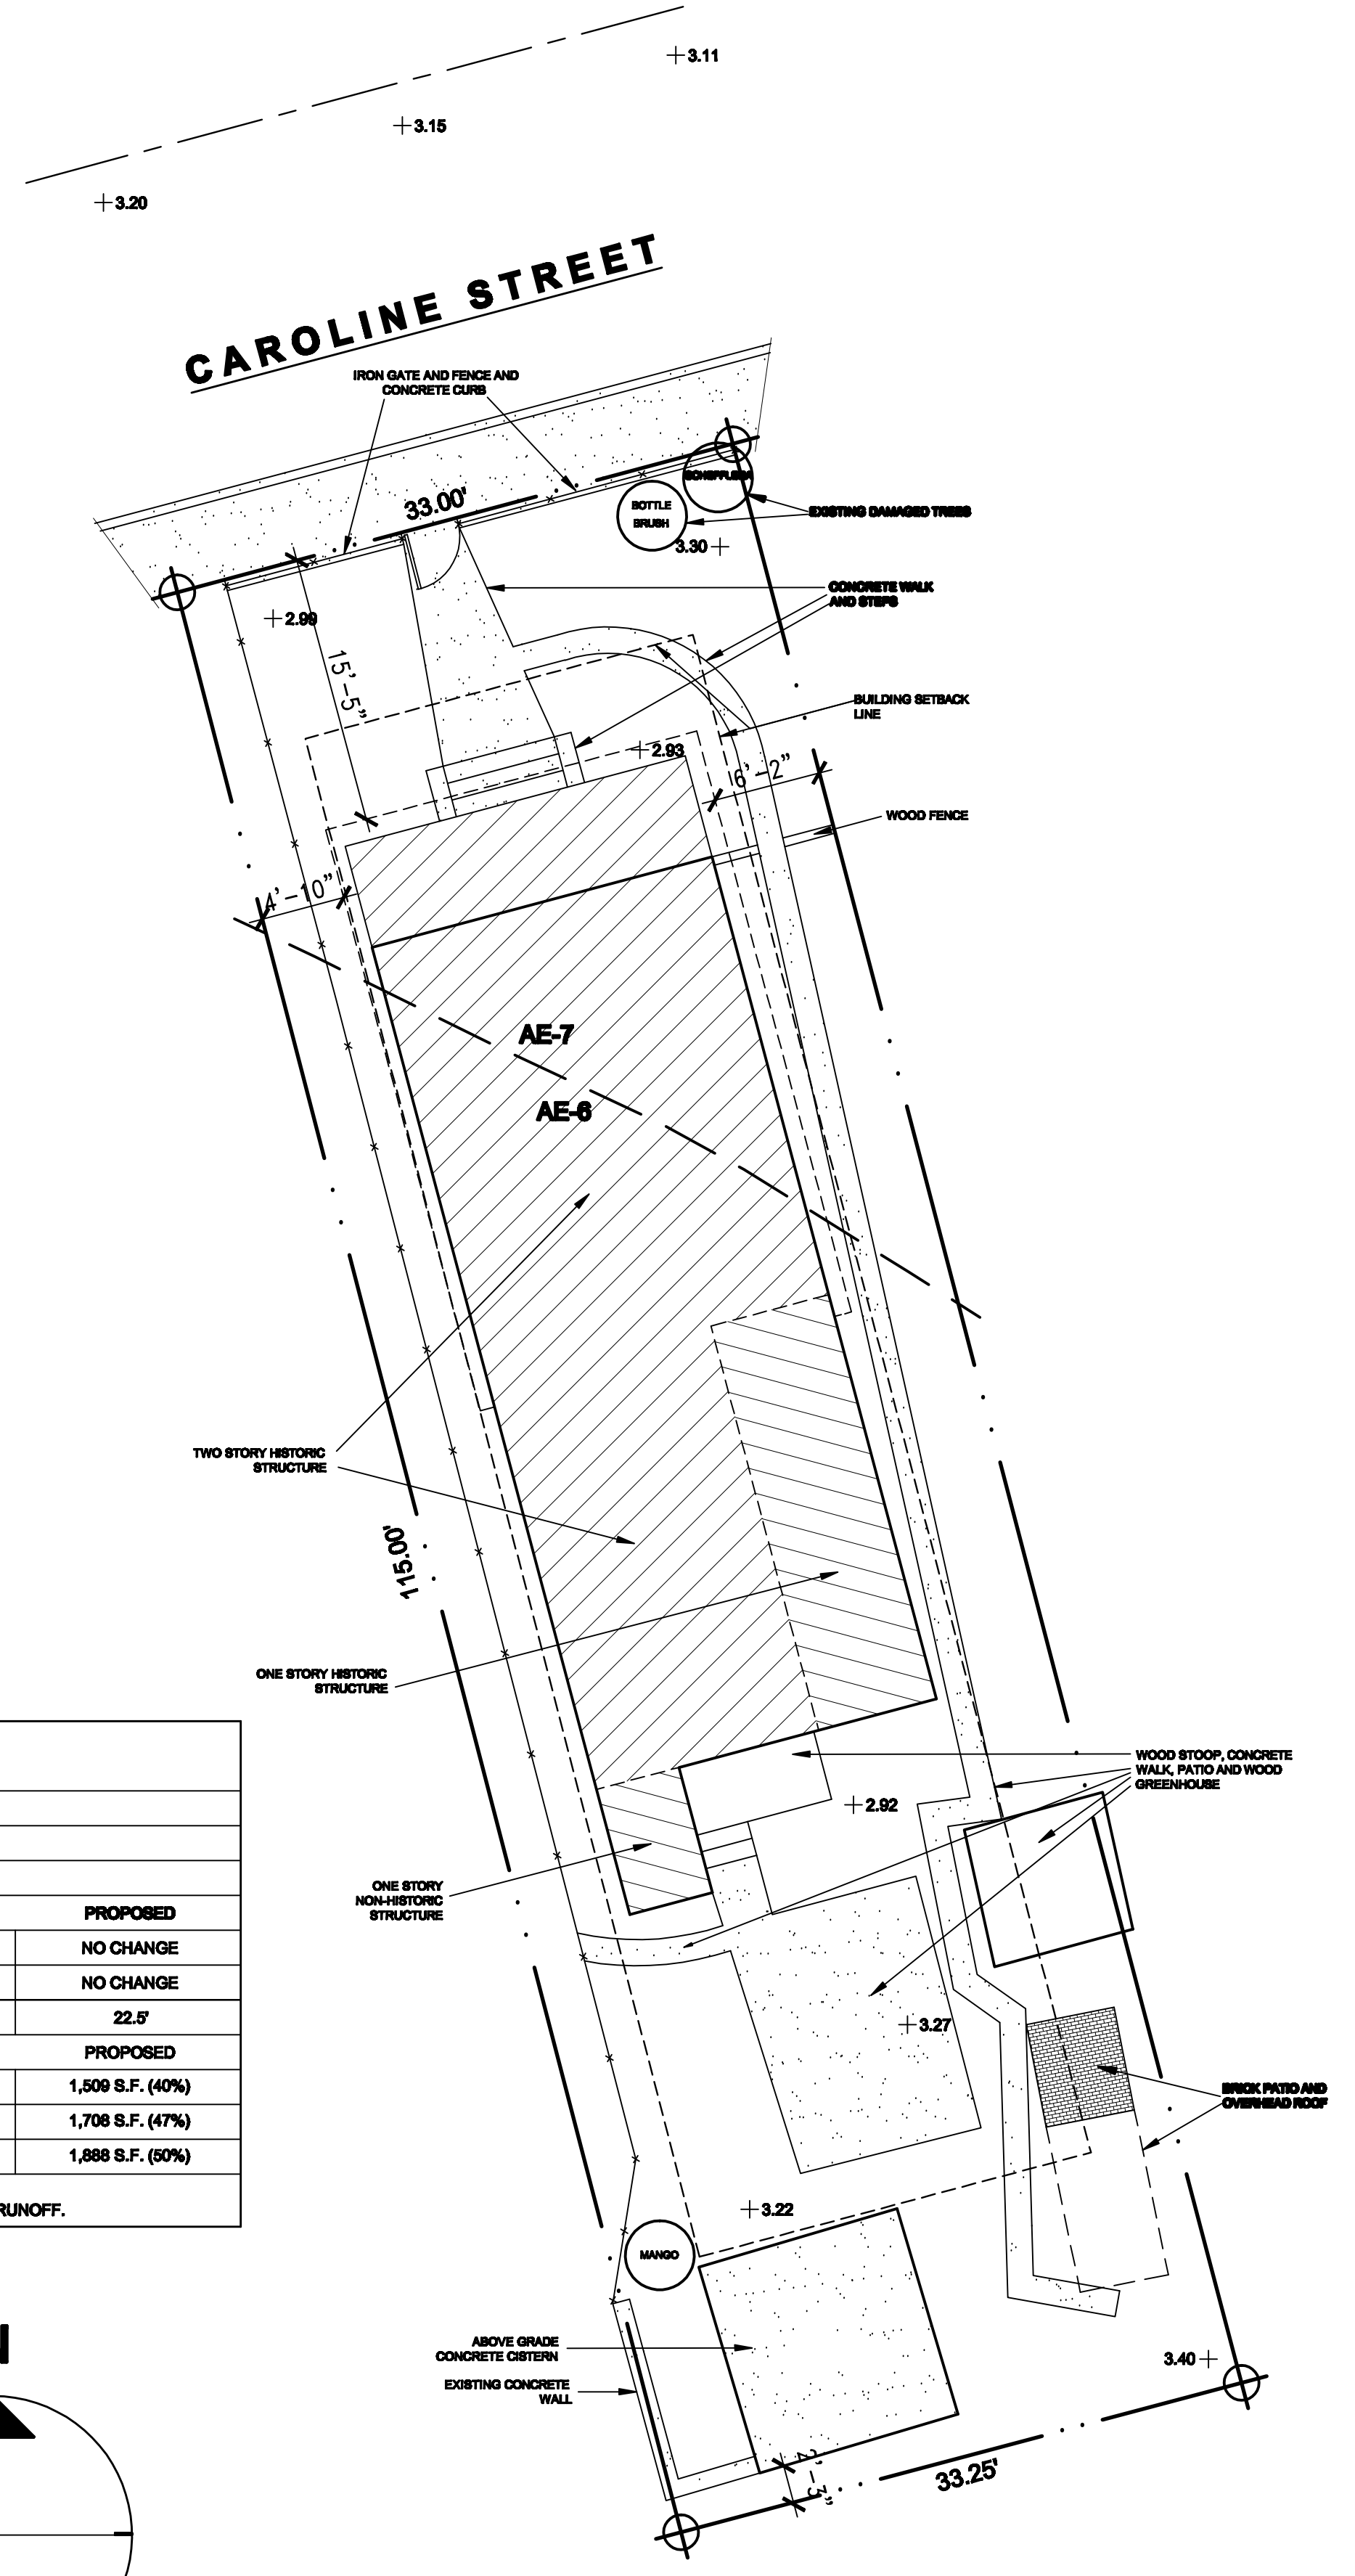 3.11
3.15
3.20
CAROLINE STREET
IRON GATE AND FENCE AND
CONCRETE CURB
33.00'
SCHEFFLERA
BOTTLE
BRUSH
EXISTING DAMAGED TREES
3.30
CONCRETE WALK
AND STEPS
2.99
15'-5"
BUILDING SETBACK
LINE
2.93
6'-2"
WOOD FENCE
4'-10"
AE-7
AE-6
TWO STORY HISTORIC
STRUCTURE
115.00'
ONE STORY HISTORIC
STRUCTURE
WOOD STOOP, CONCRETE
WALK, PATIO AND WOOD
GREENHOUSE
2.92
ONE STORY
NON-HISTORIC
STRUCTURE
PROPOSED
NO CHANGE
NO CHANGE
22.5'
PROPOSED
1,509 S.F. (40%)
1,708 S.F. (47%)
1,888 S.F. (50%)
RUNOFF.
3.27
BRICK PATIO AND
OVERHEAD ROOF
3.22
MANGO
ABOVE GRADE
CONCRETE CISTERN
EXISTING CONCRETE
WALL
3.40
2'-3"
33.25'
N